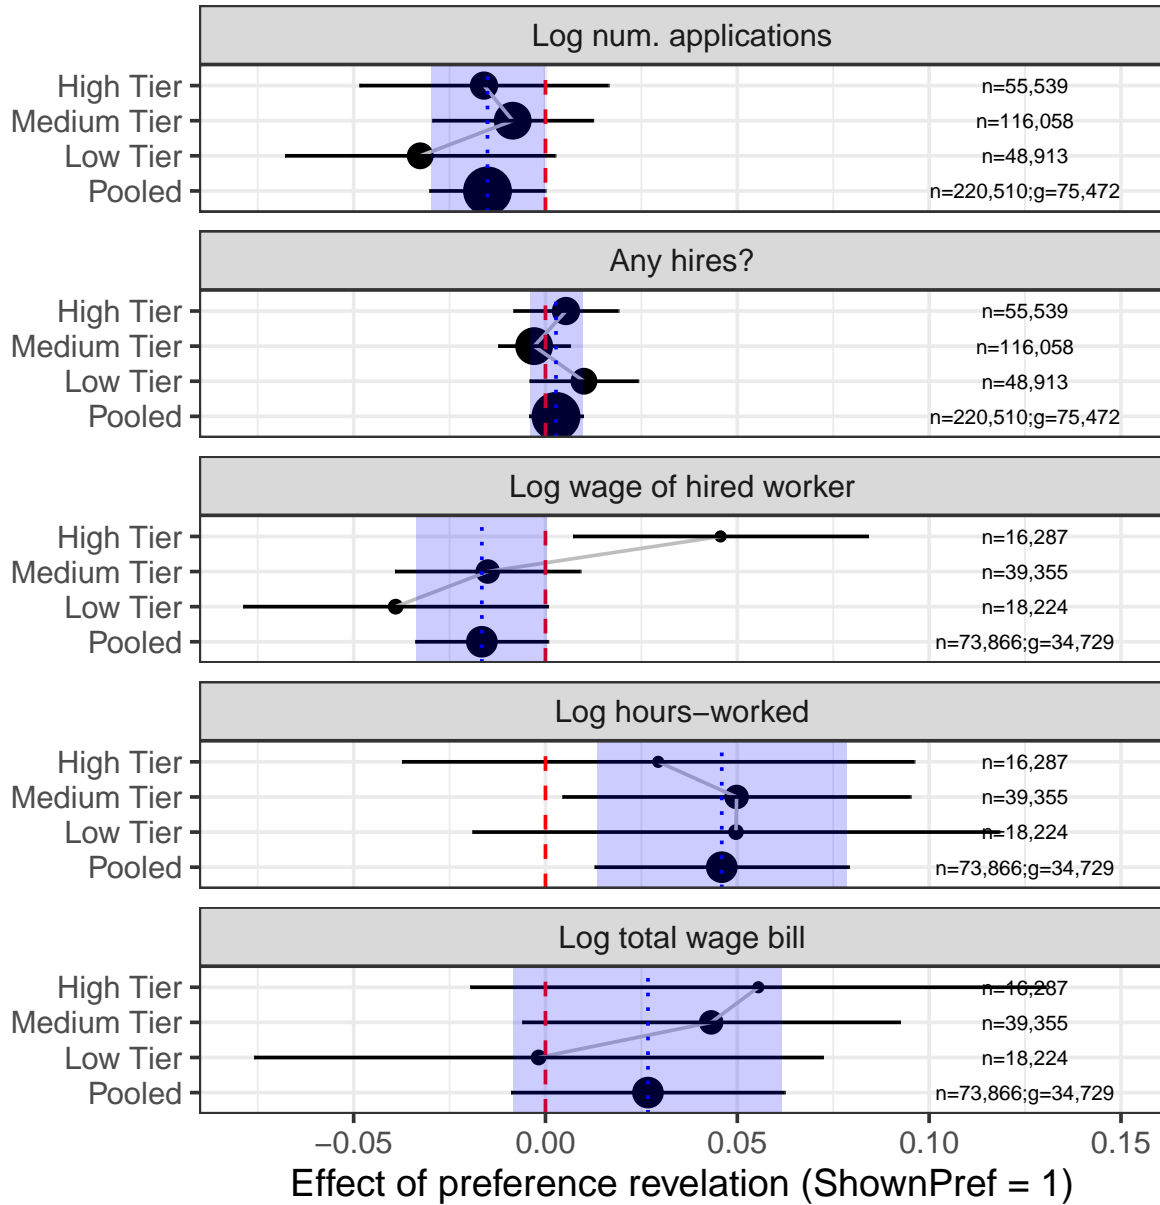 Log num. applications
High Tier n=55,539
Medium Tier n=116,058
Low Tier n=48,913
Pooled n=220,510;g=75,472
Any hires?
High Tier n=55,539
Medium Tier n=116,058
Low Tier n=48,913
Pooled n=220,510;g=75,472
Log wage of hired worker
High Tier n=16,287
Medium Tier n=39,355
Low Tier n=18,224
Pooled n=73,866;g=34,729
Log hours−worked
High Tier n=16,287
Medium Tier n=39,355
Low Tier n=18,224
Pooled n=73,866;g=34,729
Log total wage bill
High Tier n=16,287
Medium Tier n=39,355
Low Tier n=18,224
Pooled n=73,866;g=34,729
−0.05 0.00 0.05 0.10 0.15
Effect of preference revelation (ShownPref = 1)